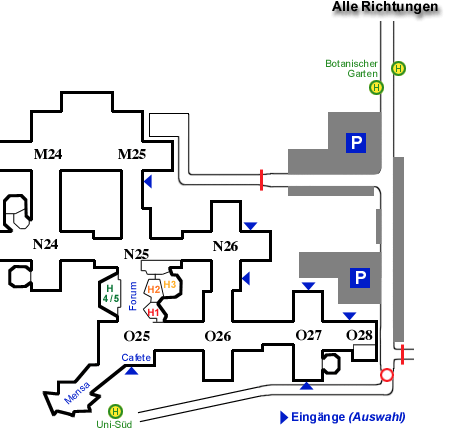 Alle Richtungen
Botanischer
Garten
H
H
P
M24
M25
N24
N25
N26
H
4/5
Forum
H2
H3
H1
P
O25
O26
O27
O28
Cafete
Mensa
H
Uni-Süd
Eingänge (Auswahl)